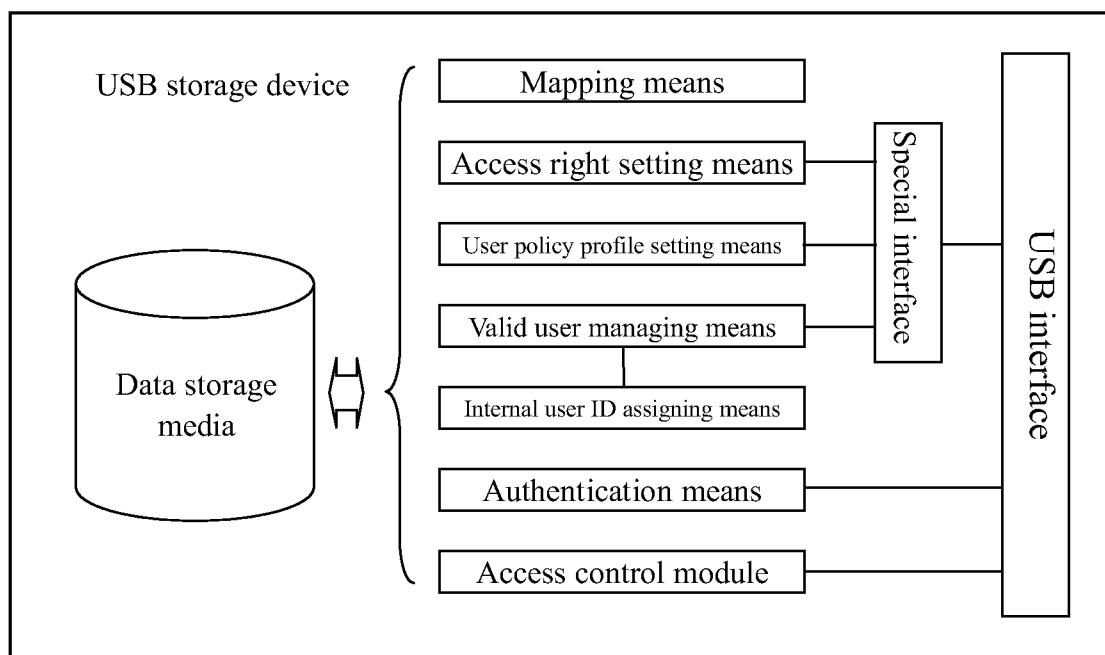 USB storage device
Data storage
media
Mapping means
Access right setting means
User policy profile setting means
Valid user managing means
Internal user ID assigning means
Authentication means
Access control module
Special interface
USB interface